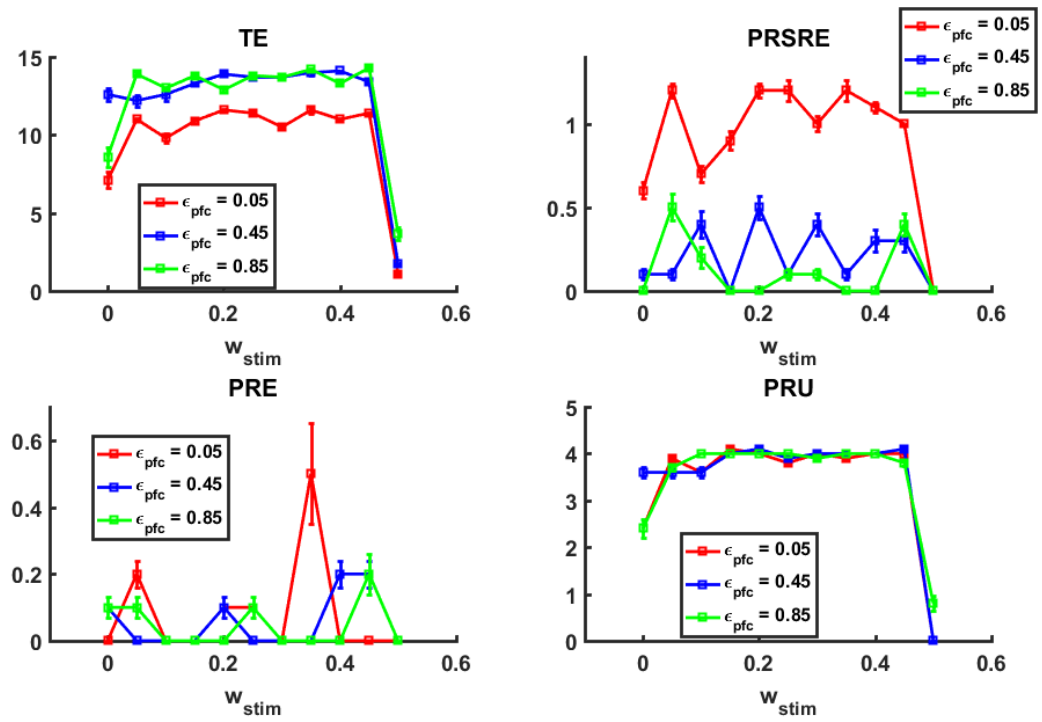 TE
15
10
5
0
0
0.2
0.4
0.6
w_stim
ϵ_pfc = 0.05
ϵ_pfc = 0.45
ϵ_pfc = 0.85
PRSRE
1
0.5
0
0
0.2
0.4
0.6
w_stim
ϵ_pfc = 0.05
ϵ_pfc = 0.45
ϵ_pfc = 0.85
PRE
0.6
0.4
0.2
0
0
0.2
0.4
0.6
w_stim
ϵ_pfc = 0.05
ϵ_pfc = 0.45
ϵ_pfc = 0.85
PRU
5
4
3
2
1
0
0
0.2
0.4
0.6
w_stim
ϵ_pfc = 0.05
ϵ_pfc = 0.45
ϵ_pfc = 0.85